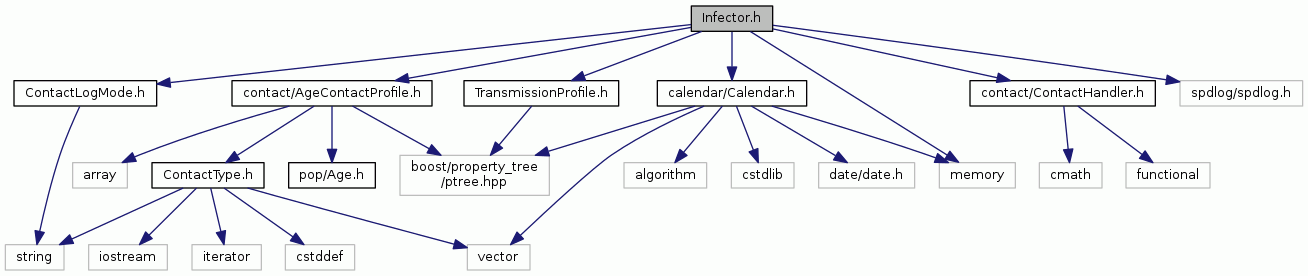 Infector.h
ContactLogMode.h
contact/AgeContactProfile.h
TransmissionProfile.h
calendar/Calendar.h
contact/ContactHandler.h
spdlog/spdlog.h
array
ContactType.h
pop/Age.h
boost/property_tree
/ptree.hpp
algorithm
cstdlib
date/date.h
memory
cmath
functional
string
iostream
iterator
cstddef
vector